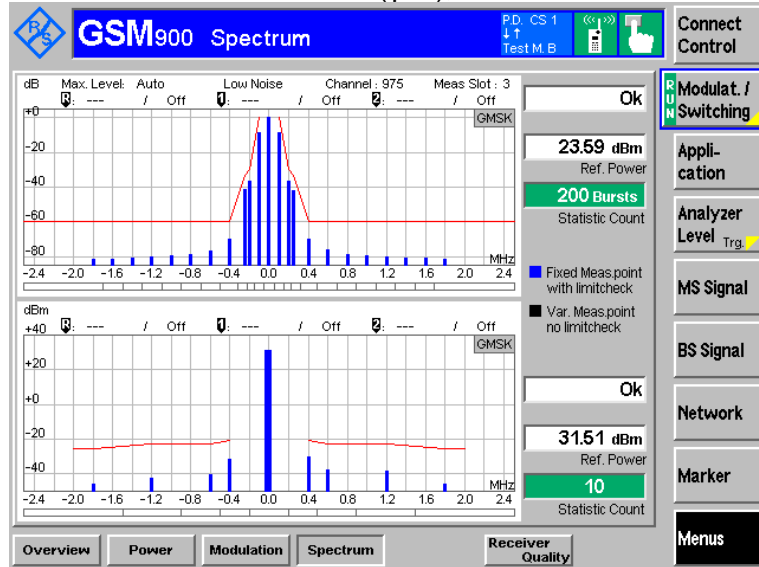 R/S GSM900 Spectrum
P.D. CS 1
↓↑
Test M. B
Connect Control
dB Max. Level: Auto Low Noise Channel : 975 Meas Slot : 3
R: --- / Off 1: --- / Off 2: --- / Off
GMSK
+0
-20
-40
-60
-80
MHz
-2.4 -2.0 -1.6 -1.2 -0.8 -0.4 0.0 0.4 0.8 1.2 1.6 2.0 2.4
Ok
23.59 dBm
Ref. Power
200 Bursts
Statistic Count
Fixed Meas.point
with limitcheck
Var. Meas.point
no limitcheck
dBm
R: --- / Off 1: --- / Off 2: --- / Off
GMSK
+40
+20
+0
-20
-40
MHz
-2.4 -2.0 -1.6 -1.2 -0.8 -0.4 0.0 0.4 0.8 1.2 1.6 2.0 2.4
Ok
31.51 dBm
Ref. Power
10
Statistic Count
RUN
Modulat. /
Switching
Appli-
cation
Analyzer
Level Trg.
MS Signal
BS Signal
Network
Marker
Menus
Overview Power Modulation Spectrum Receiver
Quality